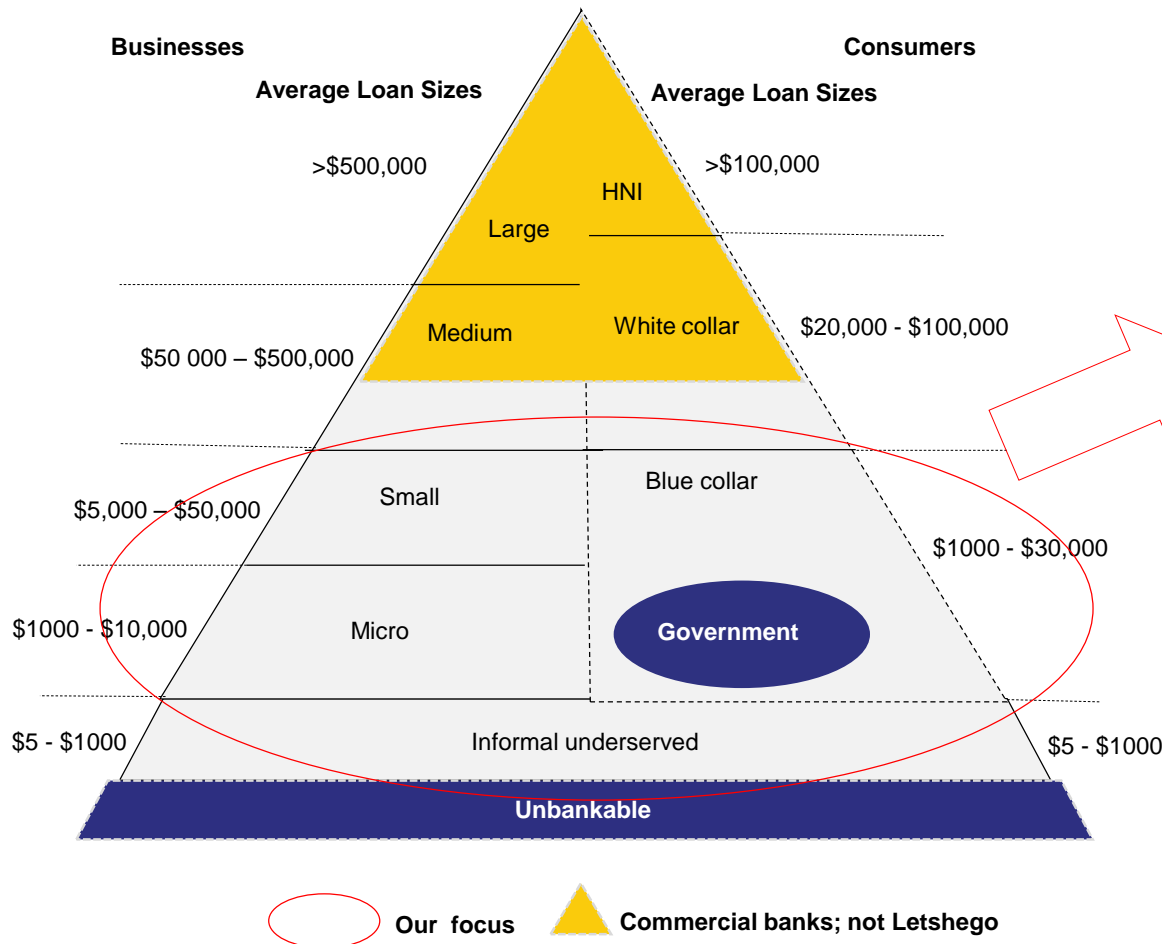 Businesses
Consumers
Average Loan Sizes
Average Loan Sizes
>$500,000
>$100,000
HNI
Large
Medium
White collar
$20,000 - $100,000
$50 000 – $500,000
Small
Blue collar
$5,000 – $50,000
$1000 - $30,000
$1000 - $10,000
Micro
Government
$5 - $1000
Informal underserved
$5 - $1000
Unbankable
Our focus
Commercial banks; not Letshego